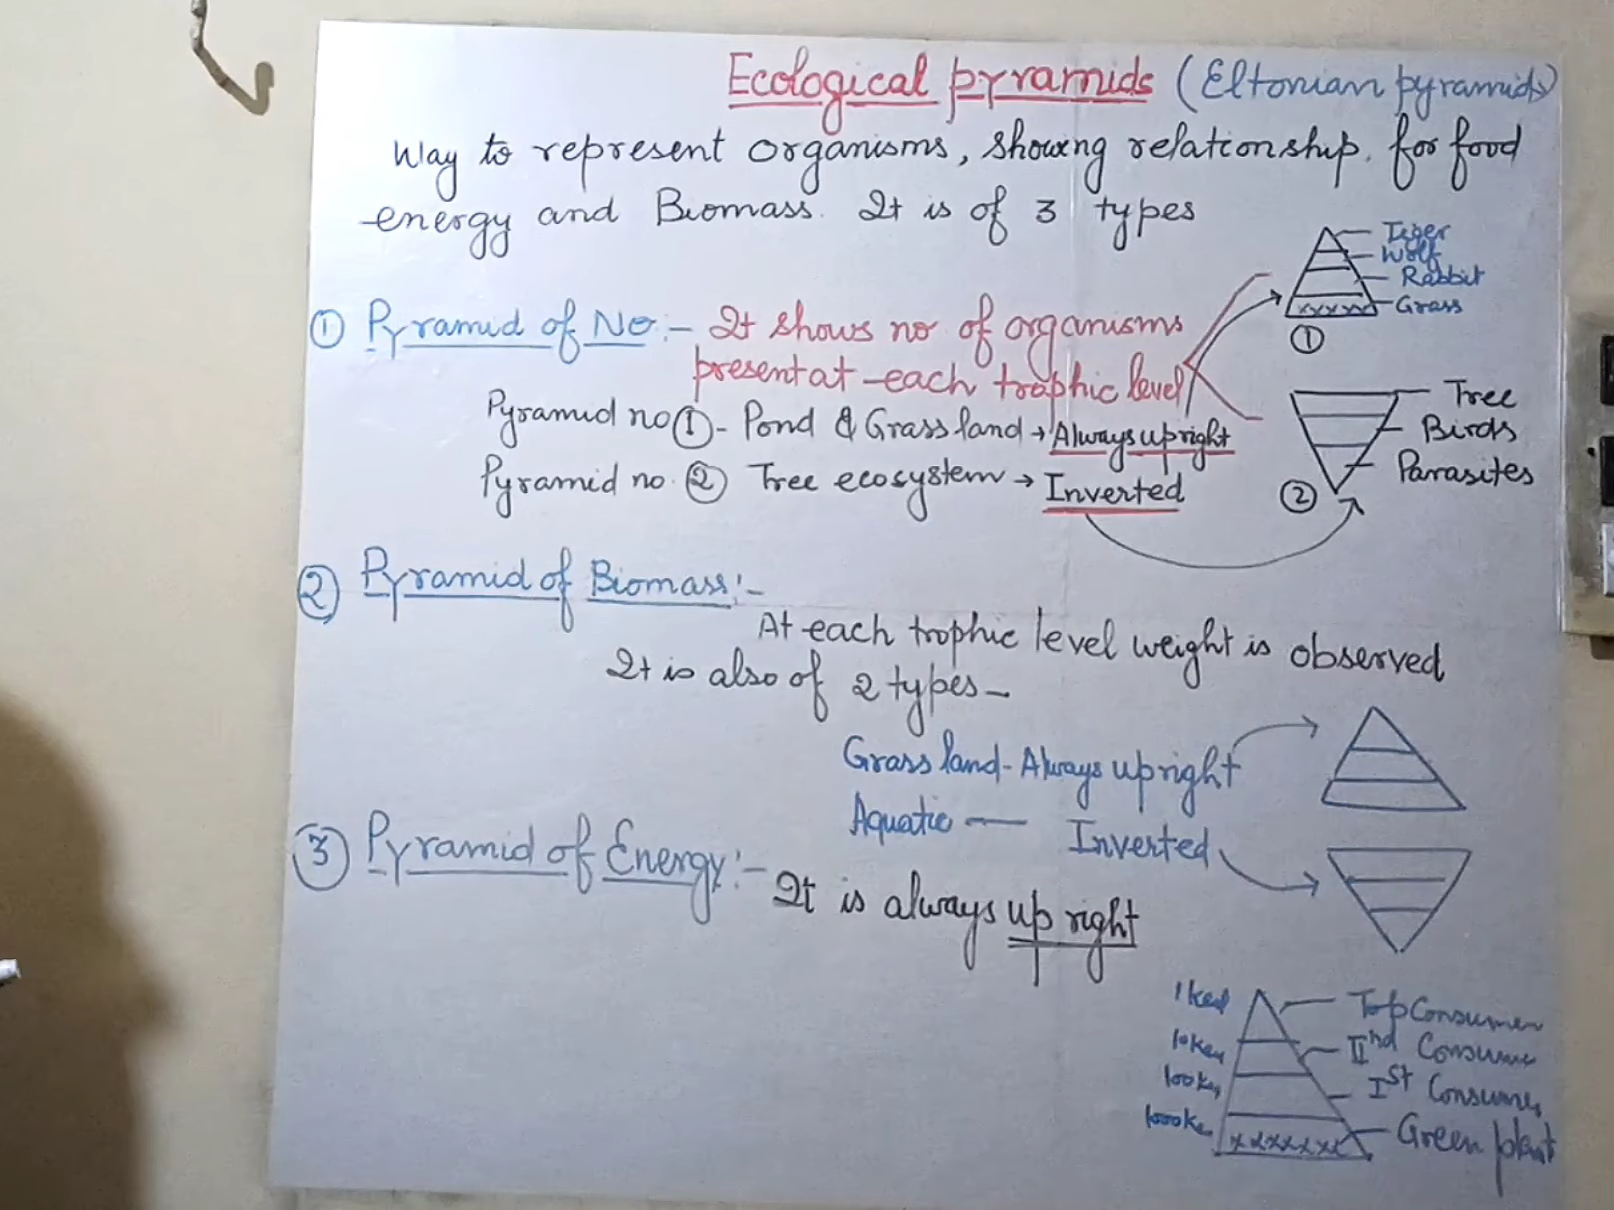 Ecological pyramids (Eltonian pyramids)
Way to represent organisms, showing relationship. for food
energy and Biomass. It is of 3 types
Tiger
Wolf
Rabbit
Grass
①
① Pyramid of No :- It shows no of organisms
present at each trophic level
Pyramid no ① - Pond & Grass land → Always upright
Pyramid no. ② Tree ecosystem → Inverted
Tree
Birds
Parasites
②
② Pyramid of Biomass :-
At each trophic level weight is observed
It is also of 2 types -
Grass land - Always upright
Aquatic — Inverted
③ Pyramid of Energy :- It is always up right
1 kcal Top Consumer
IInd Consume
Ist Consumer
Green plant